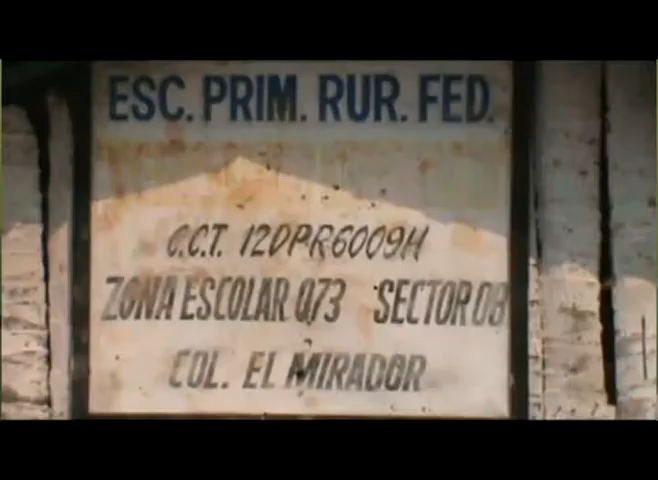 ESC. PRIM. RUR. FED.
C.C.T. 12DPR6009H
ZONA ESCOLAR 073 SECTOR 08
COL. EL MIRADOR